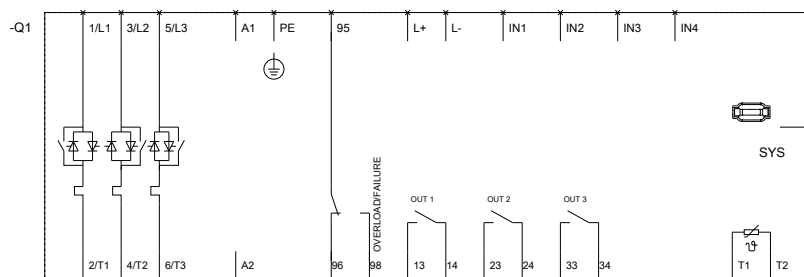 -Q1 1/L1 3/L2 5/L3 A1 PE 95 L+ L- IN1 IN2 IN3 IN4
SYS
OVERLOAD/FAILURE
OUT 1 OUT 2 OUT 3
ϑ
2/T1 4/T2 6/T3 A2 96 98 13 14 23 24 33 34 T1 T2